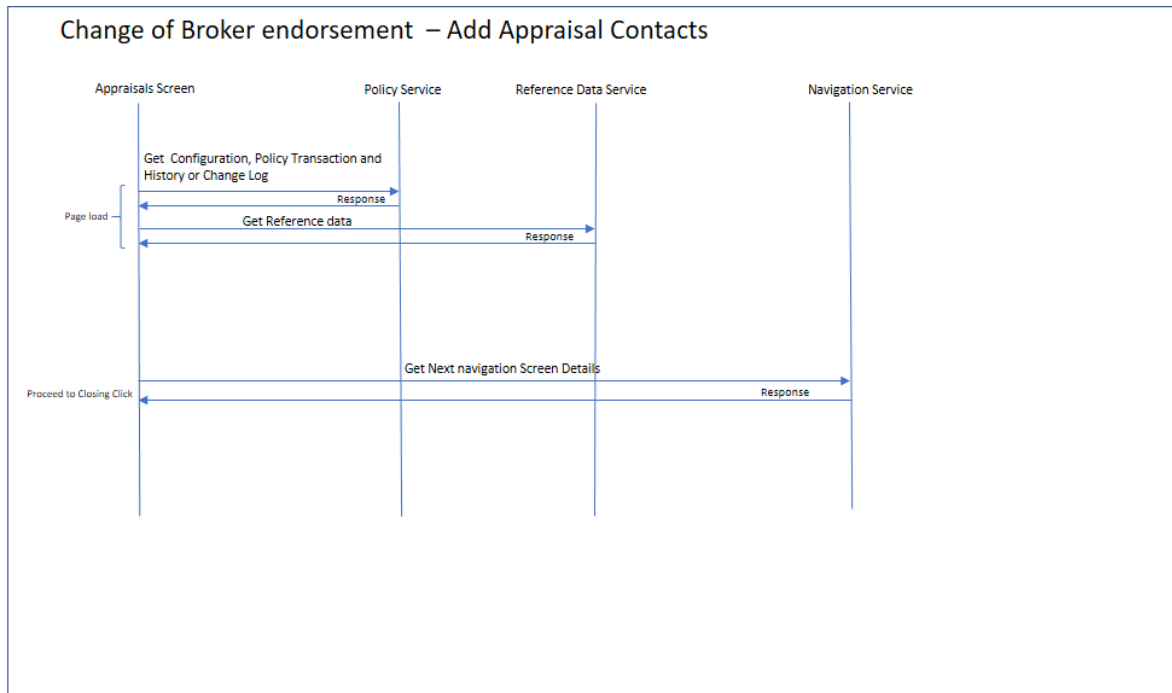 Change of Broker endorsement – Add Appraisal Contacts
Appraisals Screen
Policy Service
Reference Data Service
Navigation Service
Get Configuration, Policy Transaction and
History or Change Log
Response
Page load
Get Reference data
Response
Get Next navigation Screen Details
Proceed to Closing Click
Response